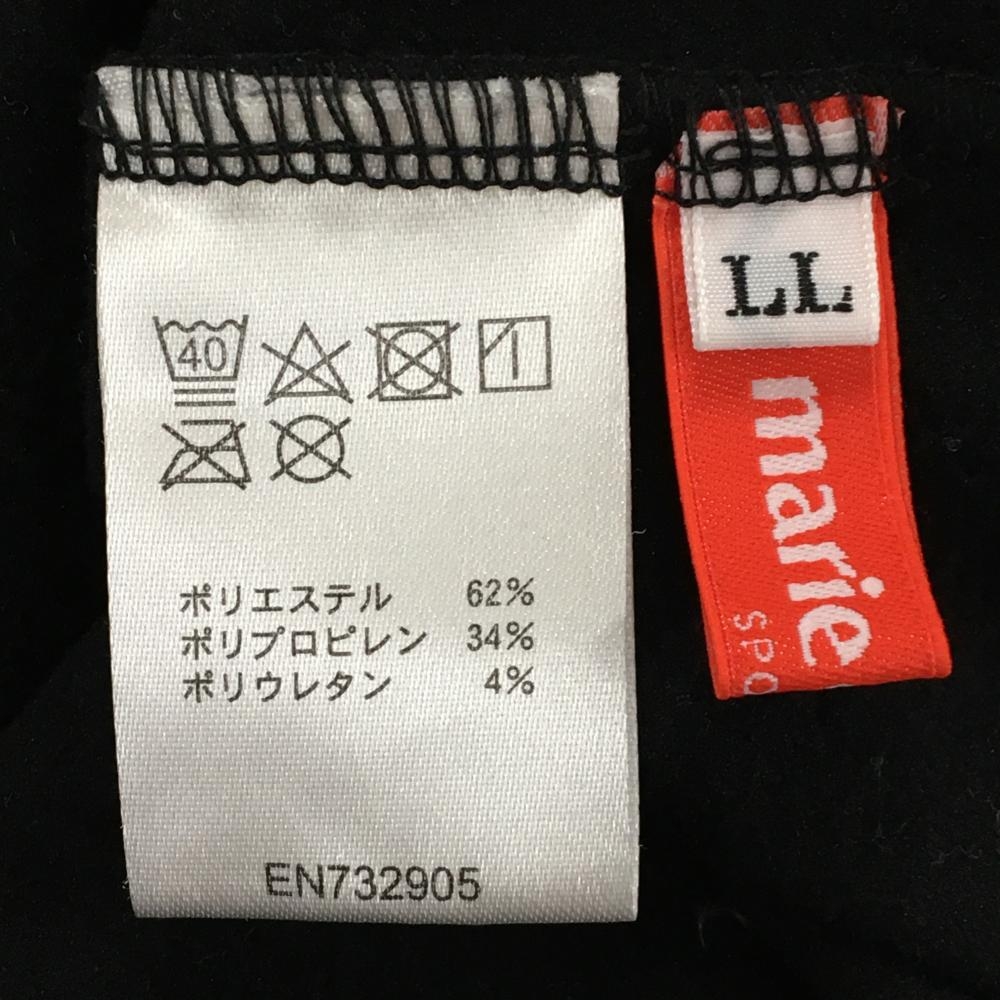 40
ポリエステル 62%
ポリプロピレン 34%
ポリウレタン 4%
EN732905
LL
marie
SPO